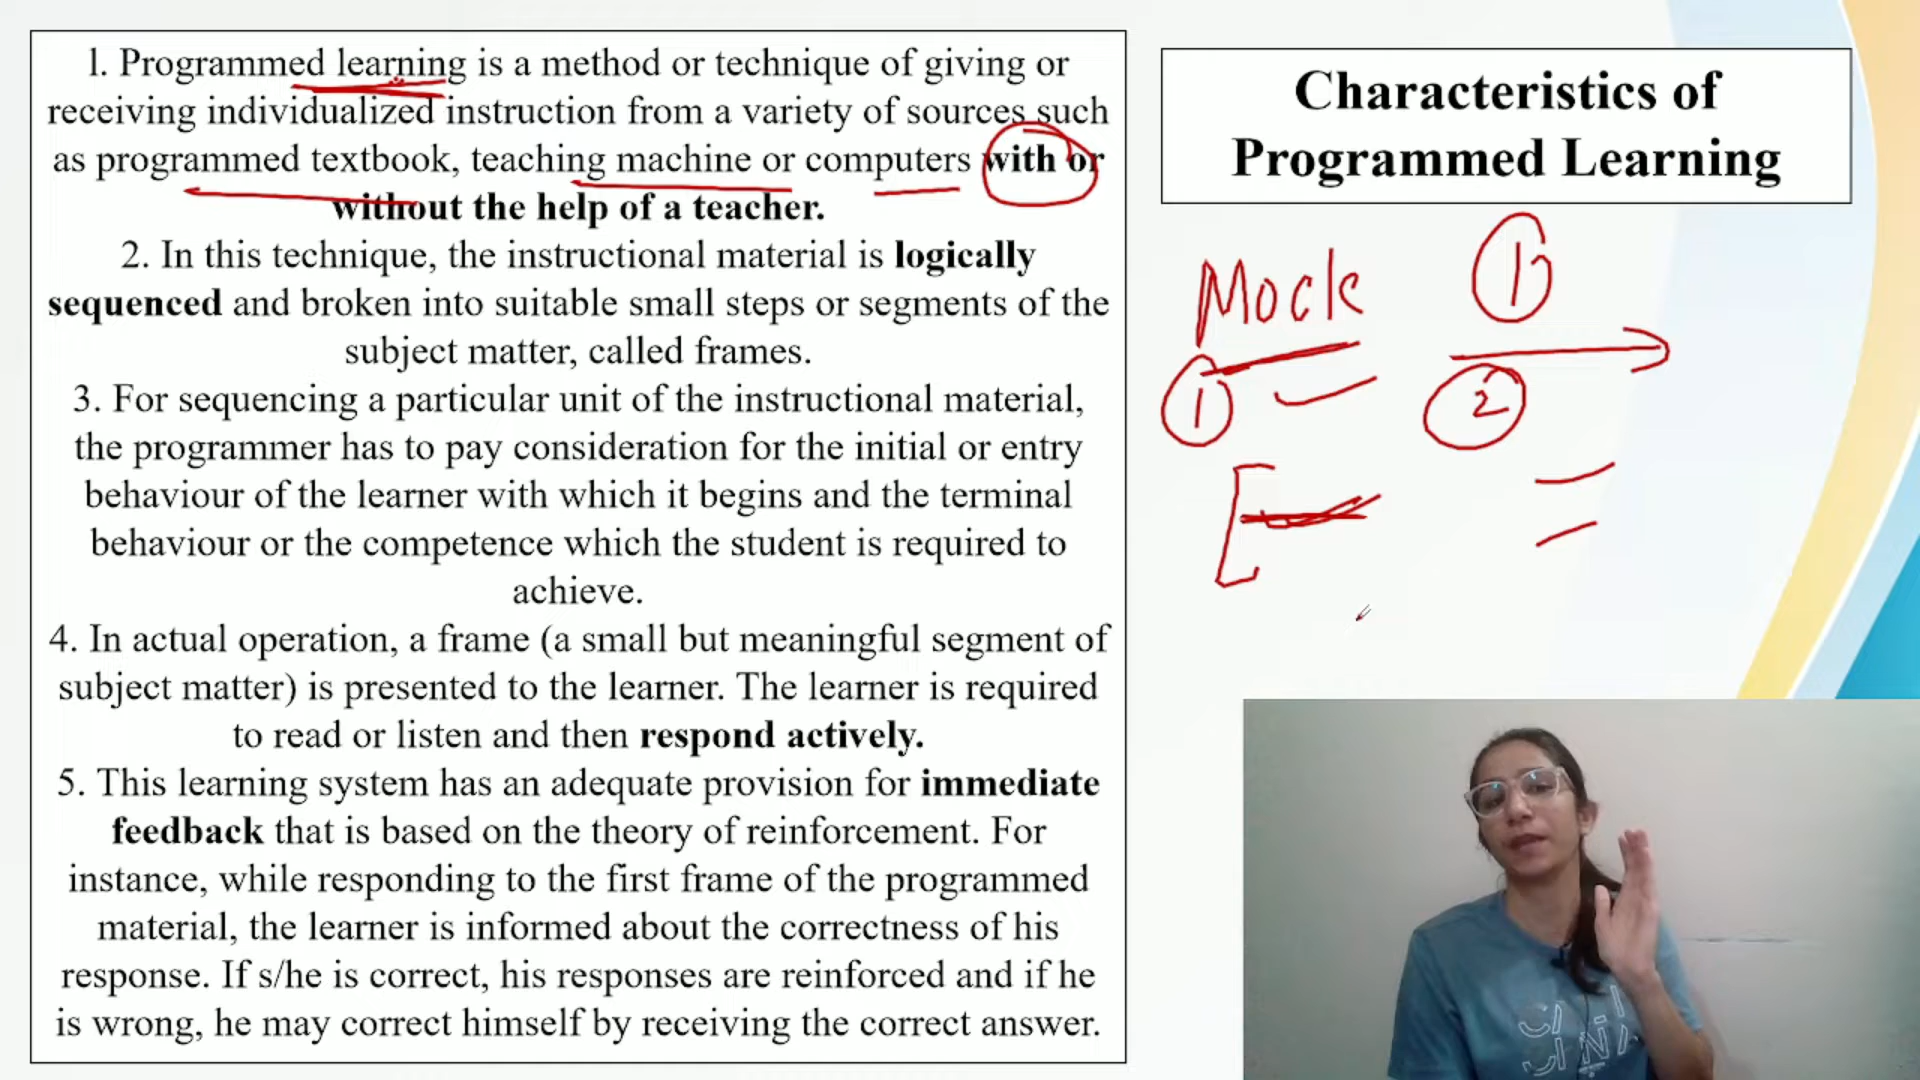 l. Programmed learning is a method or technique of giving or
receiving individualized instruction from a variety of sources such
as programmed textbook, teaching machine or computers with or
without the help of a teacher.
2. In this technique, the instructional material is logically
sequenced and broken into suitable small steps or segments of the
subject matter, called frames.
3. For sequencing a particular unit of the instructional material,
the programmer has to pay consideration for the initial or entry
behaviour of the learner with which it begins and the terminal
behaviour or the competence which the student is required to
achieve.
4. In actual operation, a frame (a small but meaningful segment of
subject matter) is presented to the learner. The learner is required
to read or listen and then respond actively.
5. This learning system has an adequate provision for immediate
feedback that is based on the theory of reinforcement. For
instance, while responding to the first frame of the programmed
material, the learner is informed about the correctness of his
response. If s/he is correct, his responses are reinforced and if he
is wrong, he may correct himself by receiving the correct answer.
Characteristics of
Programmed Learning
Mock
1
1
2